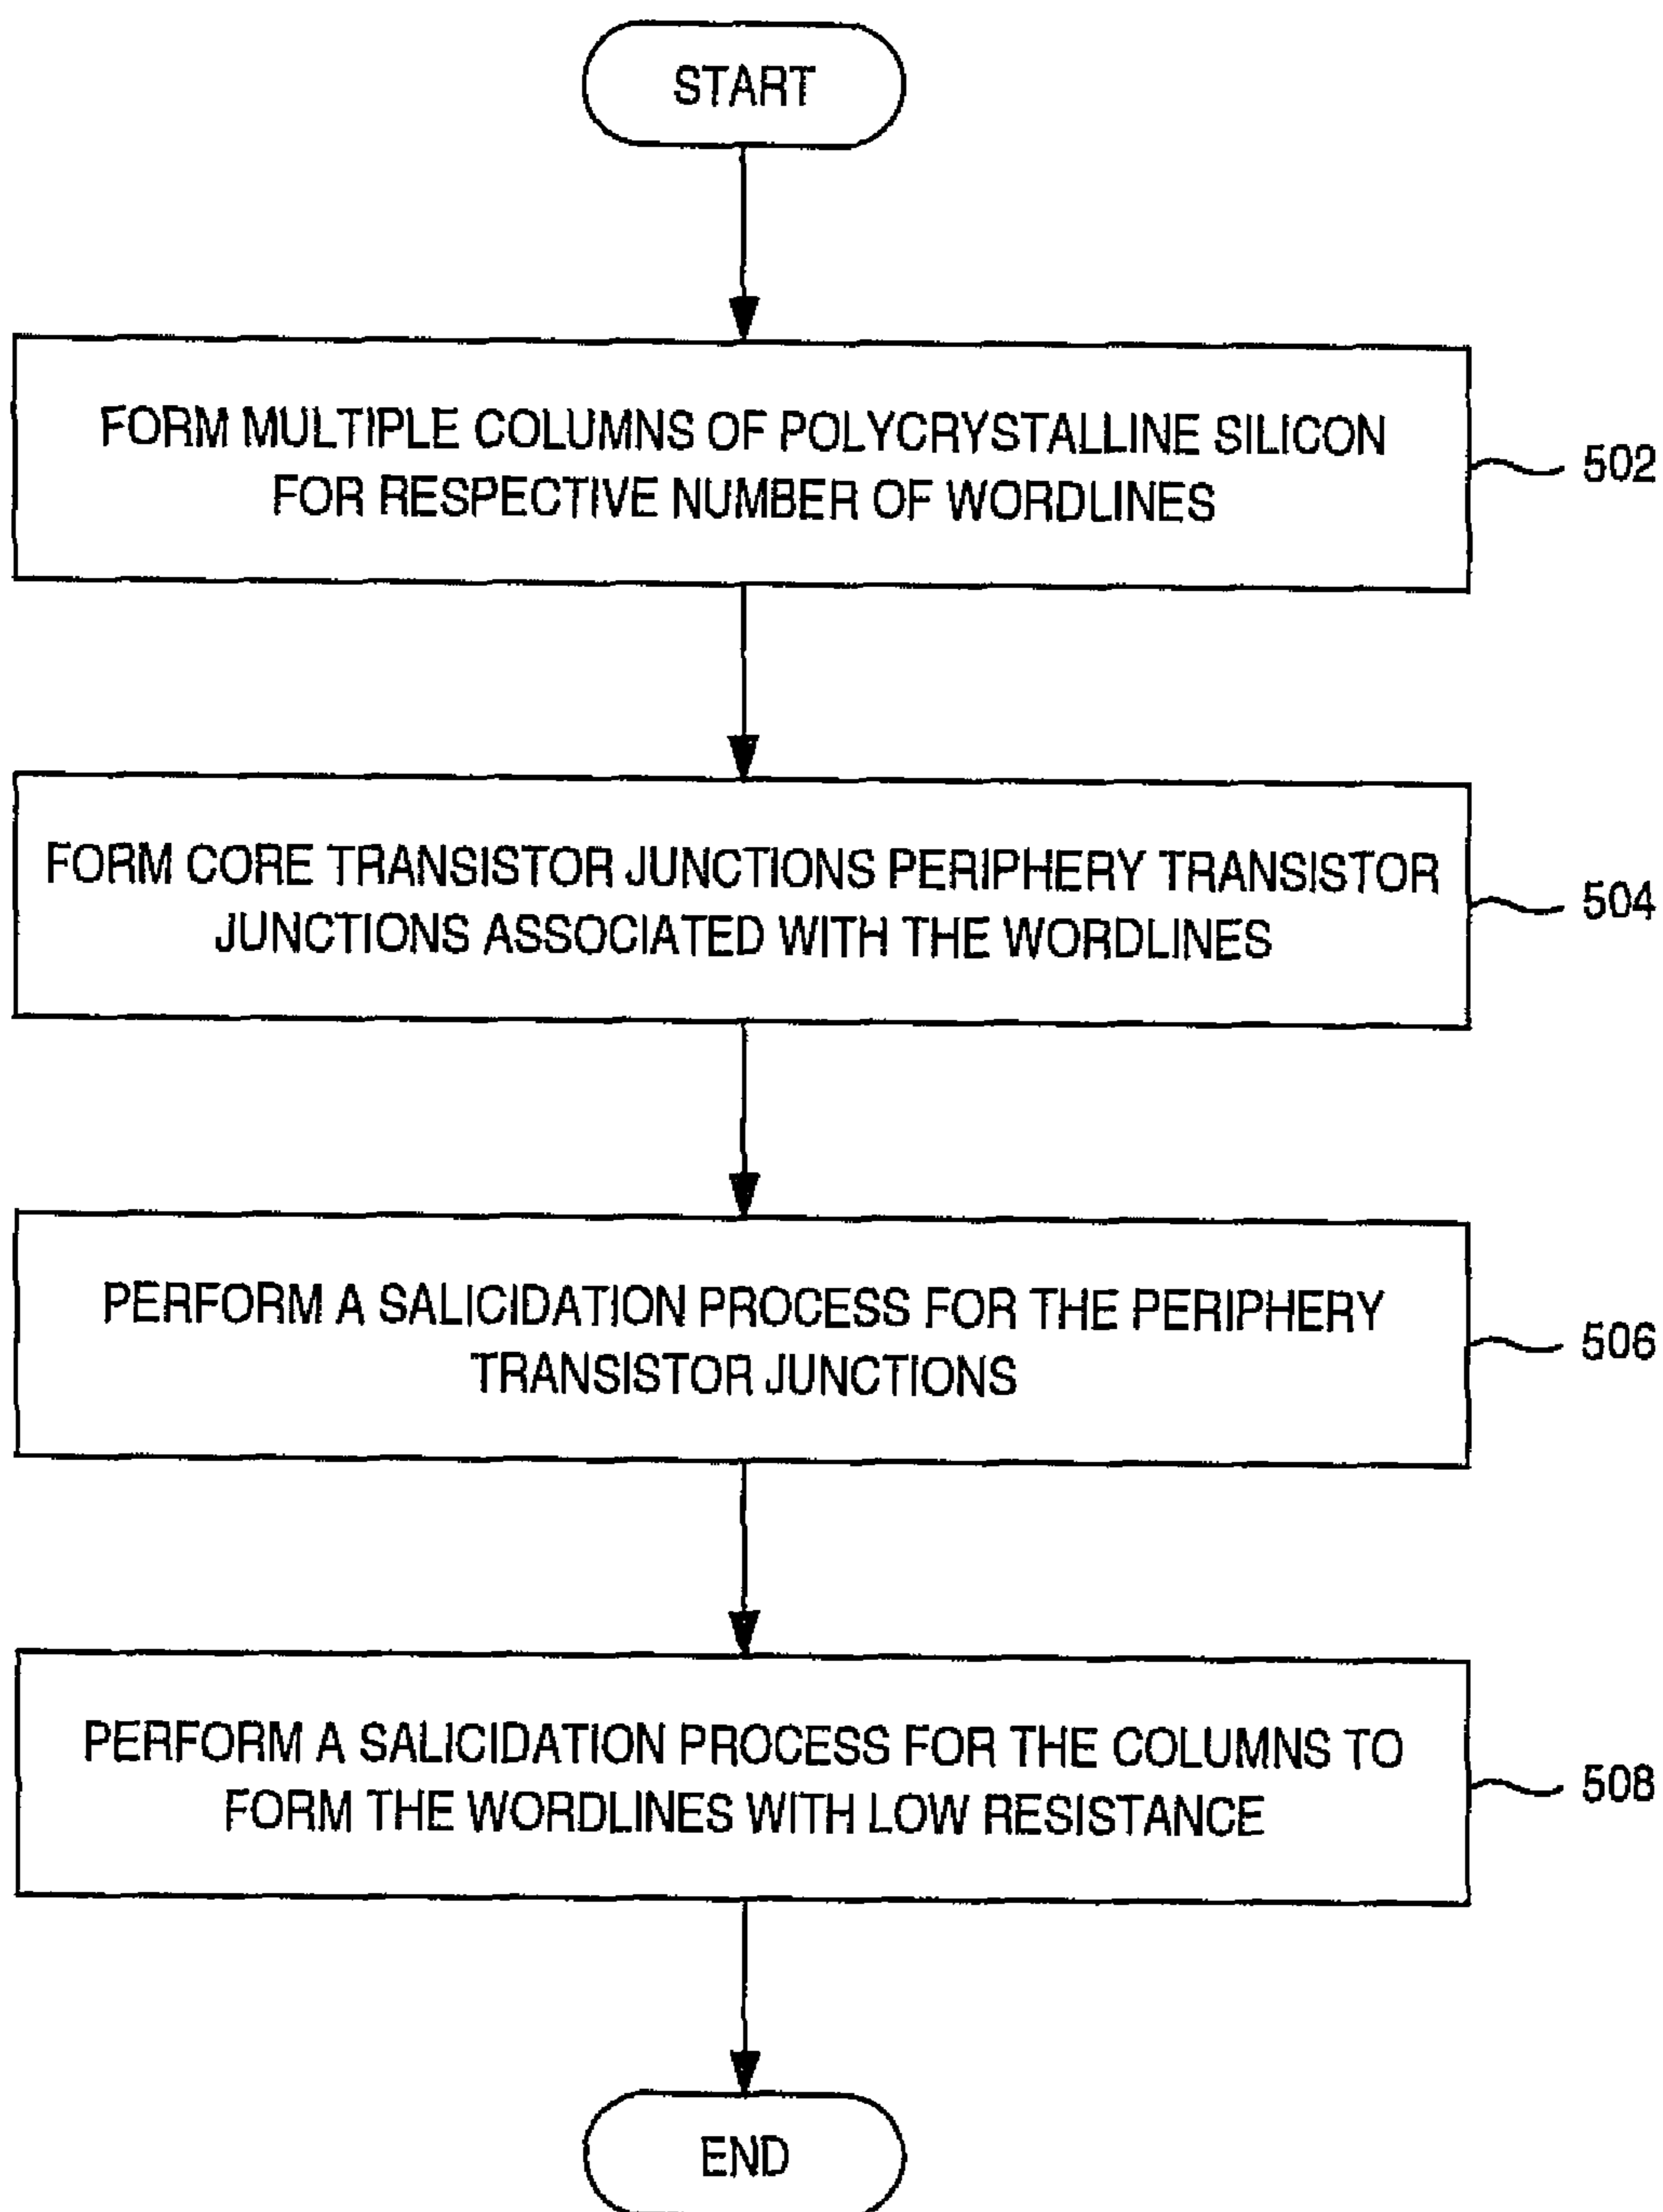 START
FORM MULTIPLE COLUMNS OF POLYCRYSTALLINE SILICON
FOR RESPECTIVE NUMBER OF WORDLINES
502
FORM CORE TRANSISTOR JUNCTIONS PERIPHERY TRANSISTOR
JUNCTIONS ASSOCIATED WITH THE WORDLINES
504
PERFORM A SALICIDATION PROCESS FOR THE PERIPHERY
TRANSISTOR JUNCTIONS
506
PERFORM A SALICIDATION PROCESS FOR THE COLUMNS TO
FORM THE WORDLINES WITH LOW RESISTANCE
508
END